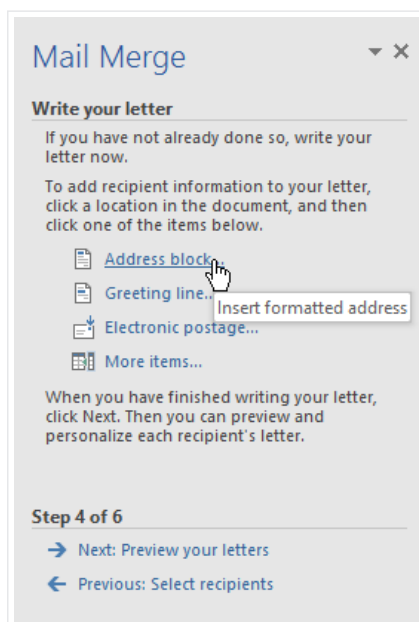 Mail Merge
Write your letter
If you have not already done so, write your
letter now.
To add recipient information to your letter,
click a location in the document, and then
click one of the items below.
Address block...
Greeting line...
Insert formatted address
Electronic postage...
More items...
When you have finished writing your letter,
click Next. Then you can preview and
personalize each recipient's letter.
Step 4 of 6
Next: Preview your letters
Previous: Select recipients